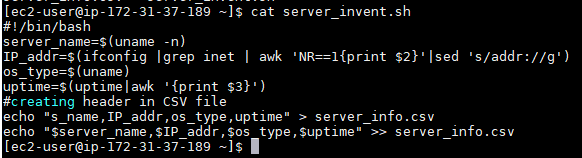 [ec2-user@ip-172-31-37-189 ~]$ cat server_invent.sh
#!/bin/bash
server_name=$(uname -n)
IP_addr=$(ifconfig |grep inet | awk 'NR==1{print $2}'|sed 's/addr://g')
os_type=$(uname)
uptime=$(uptime|awk '{print $3}')
#creating header in CSV file
echo "s_name,IP_addr,os_type,uptime" > server_info.csv
echo "$server_name,$IP_addr,$os_type,$uptime" >> server_info.csv
[ec2-user@ip-172-31-37-189 ~]$